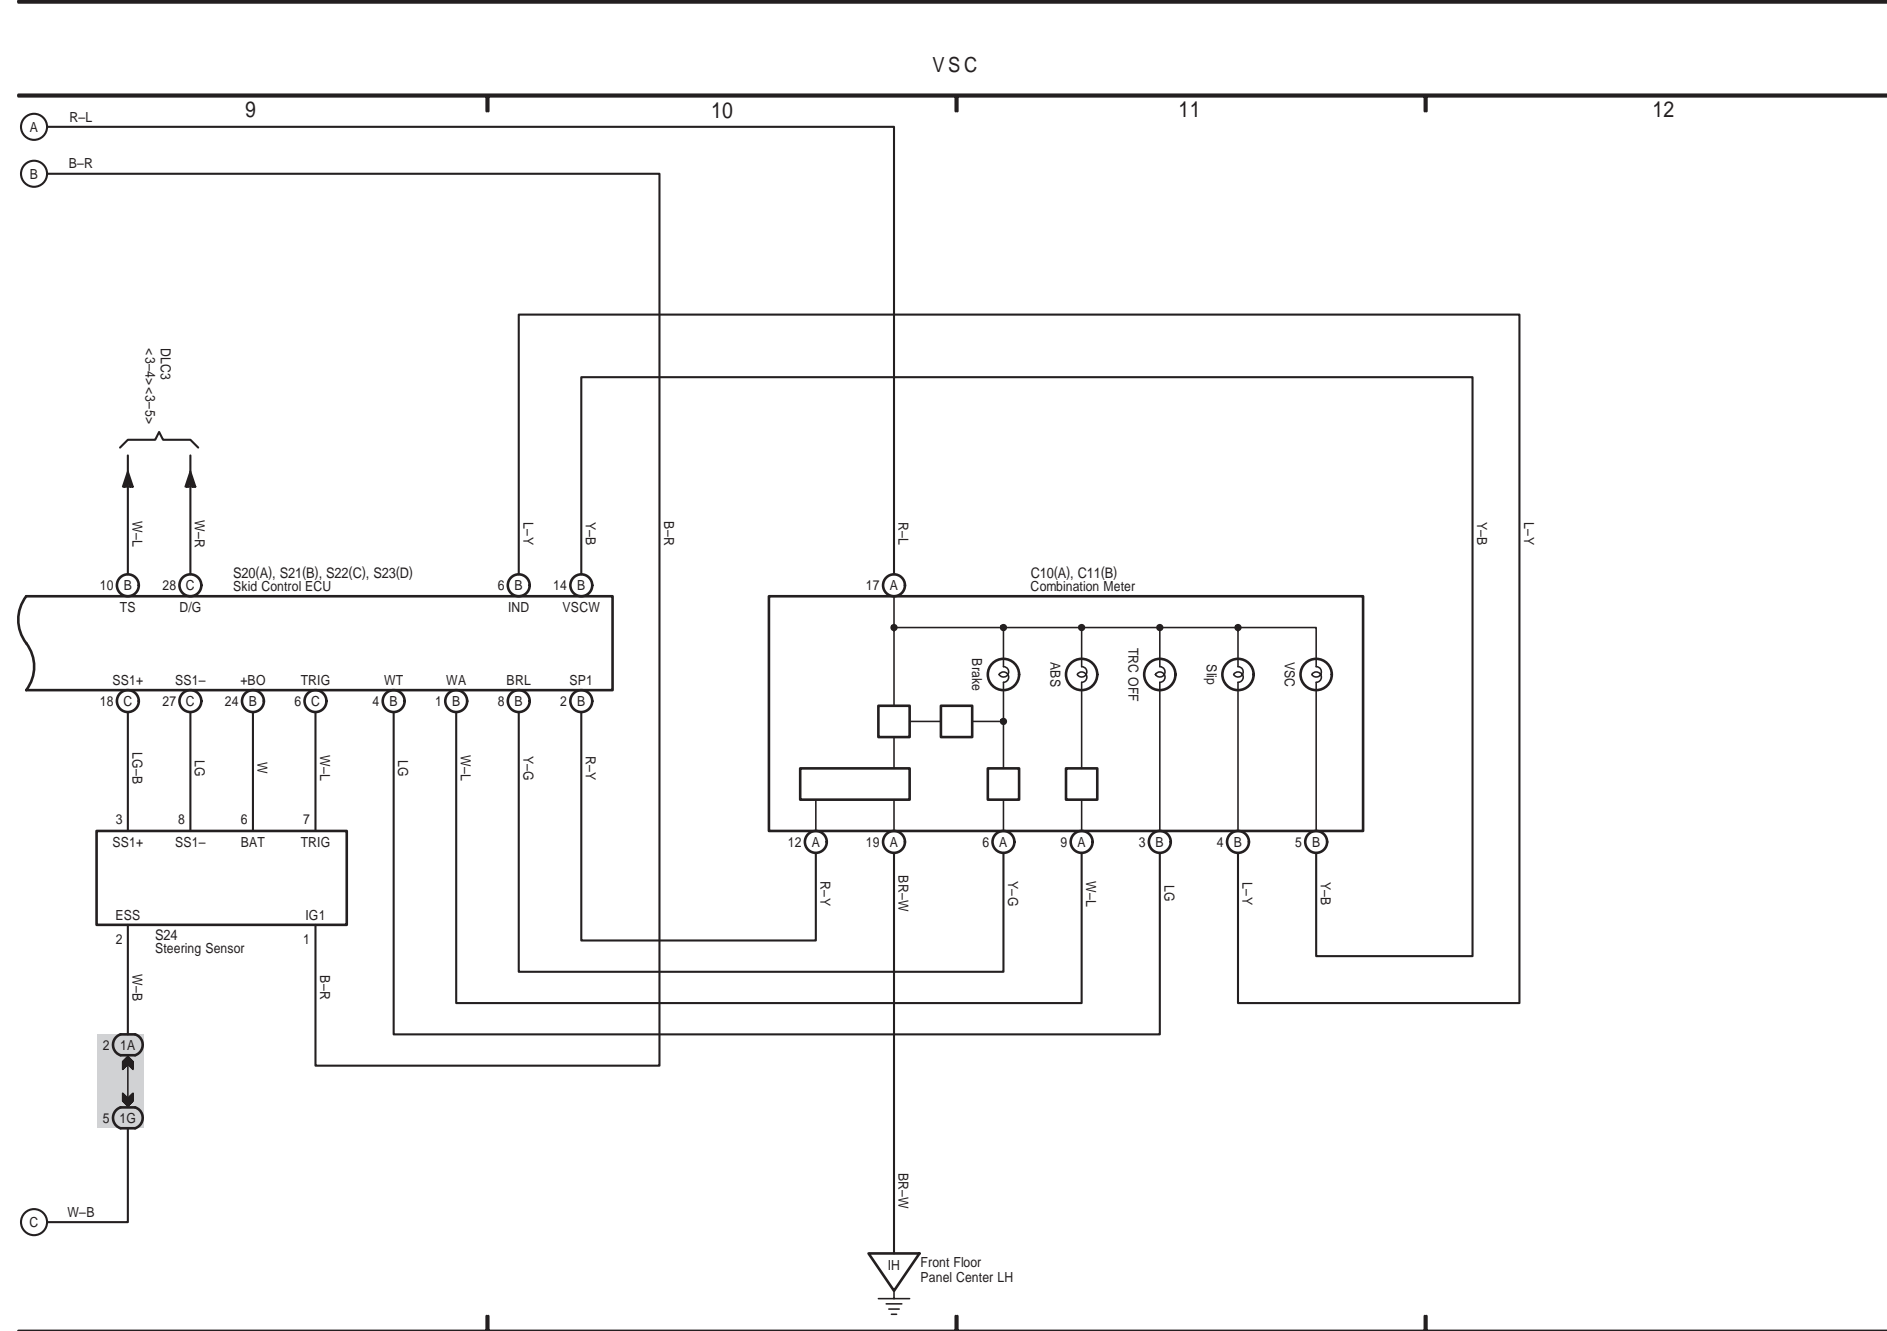 VSC
9
10
11
12
A
R–L
B
B–R
DLC3
<3–4><3–5>
W–L
W–R
L–Y
Y–B
B–R
R–L
Y–B
L–Y
10 B
28 C
S20(A), S21(B), S22(C), S23(D)
Skid Control ECU
6 B
14 B
17 A
C10(A), C11(B)
Combination Meter
TS
D/G
IND
VSCW
Brake
ABS
TRC OFF
Slip
VSC
SS1+
SS1–
+BO
TRIG
WT
WA
BRL
SP1
18 C
27 C
24 B
6 C
4 B
1 B
8 B
2 B
LG–B
LG
W
W–L
LG
W–L
Y–G
R–Y
3
8
6
7
SS1+
SS1–
BAT
TRIG
12 A
19 A
6 A
9 A
3 B
4 B
5 B
R–Y
BR–W
Y–G
W–L
LG
L–Y
Y–B
ESS
IG1
2
S24
Steering Sensor
1
W–B
B–R
2 1A
5 1G
BR–W
C
W–B
IH
Front Floor
Panel Center LH